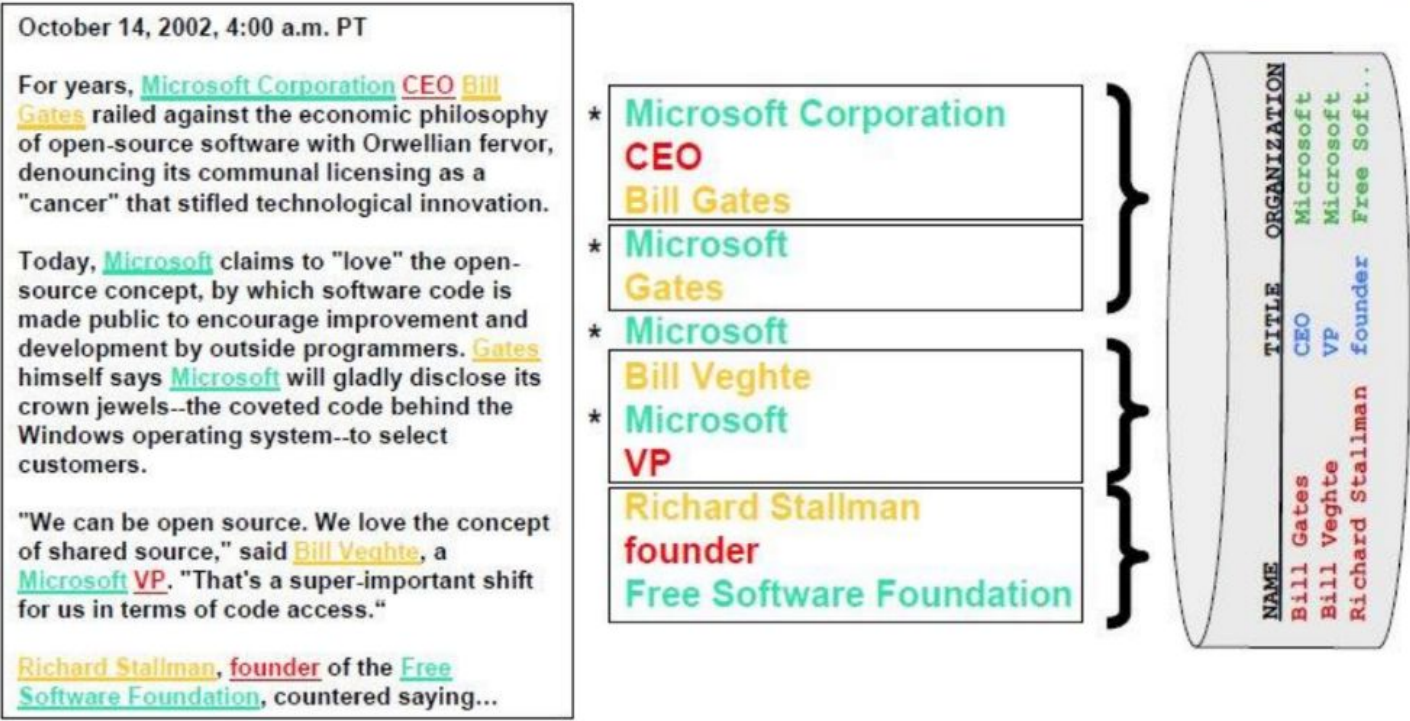 October 14, 2002, 4:00 a.m. PT
For years, Microsoft Corporation CEO Bill
Gates railed against the economic philosophy
of open-source software with Orwellian fervor,
denouncing its communal licensing as a
"cancer" that stifled technological innovation.
Today, Microsoft claims to "love" the open-
source concept, by which software code is
made public to encourage improvement and
development by outside programmers. Gates
himself says Microsoft will gladly disclose its
crown jewels--the coveted code behind the
Windows operating system--to select
customers.
"We can be open source. We love the concept
of shared source," said Bill Veghte, a
Microsoft VP. "That's a super-important shift
for us in terms of code access.“
Richard Stallman, founder of the Free
Software Foundation, countered saying...
* Microsoft Corporation
CEO
Bill Gates
* Microsoft
Gates
* Microsoft
Bill Veghte
* Microsoft
VP
Richard Stallman
founder
Free Software Foundation
NAME TITLE ORGANIZATION
Bill Gates CEO Microsoft
Bill Veghte VP Microsoft
Richard Stallman founder Free Soft..